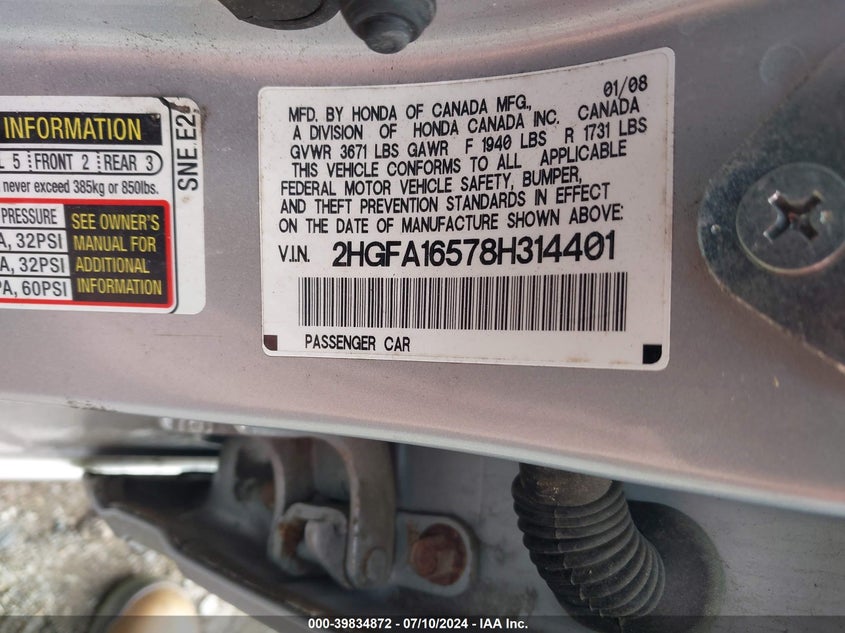 INFORMATION
L 5 FRONT 2 REAR 3
never exceed 385kg or 850lbs.
PRESSURE
A, 32PSI
A, 32PSI
PA, 60PSI
SEE OWNER'S
MANUAL FOR
ADDITIONAL
INFORMATION
SNE.E2
01/08
MFD. BY HONDA OF CANADA MFG.,
A DIVISION OF HONDA CANADA INC. CANADA
GVWR 3671 LBS GAWR F 1940 LBS R 1731 LBS
THIS VEHICLE CONFORMS TO ALL APPLICABLE
FEDERAL MOTOR VEHICLE SAFETY, BUMPER,
AND THEFT PREVENTION STANDARDS IN EFFECT
ON THE DATE OF MANUFACTURE SHOWN ABOVE:
V.I.N. 2HGFA16578H314401
PASSENGER CAR
000-39834872 - 07/10/2024 - IAA Inc.